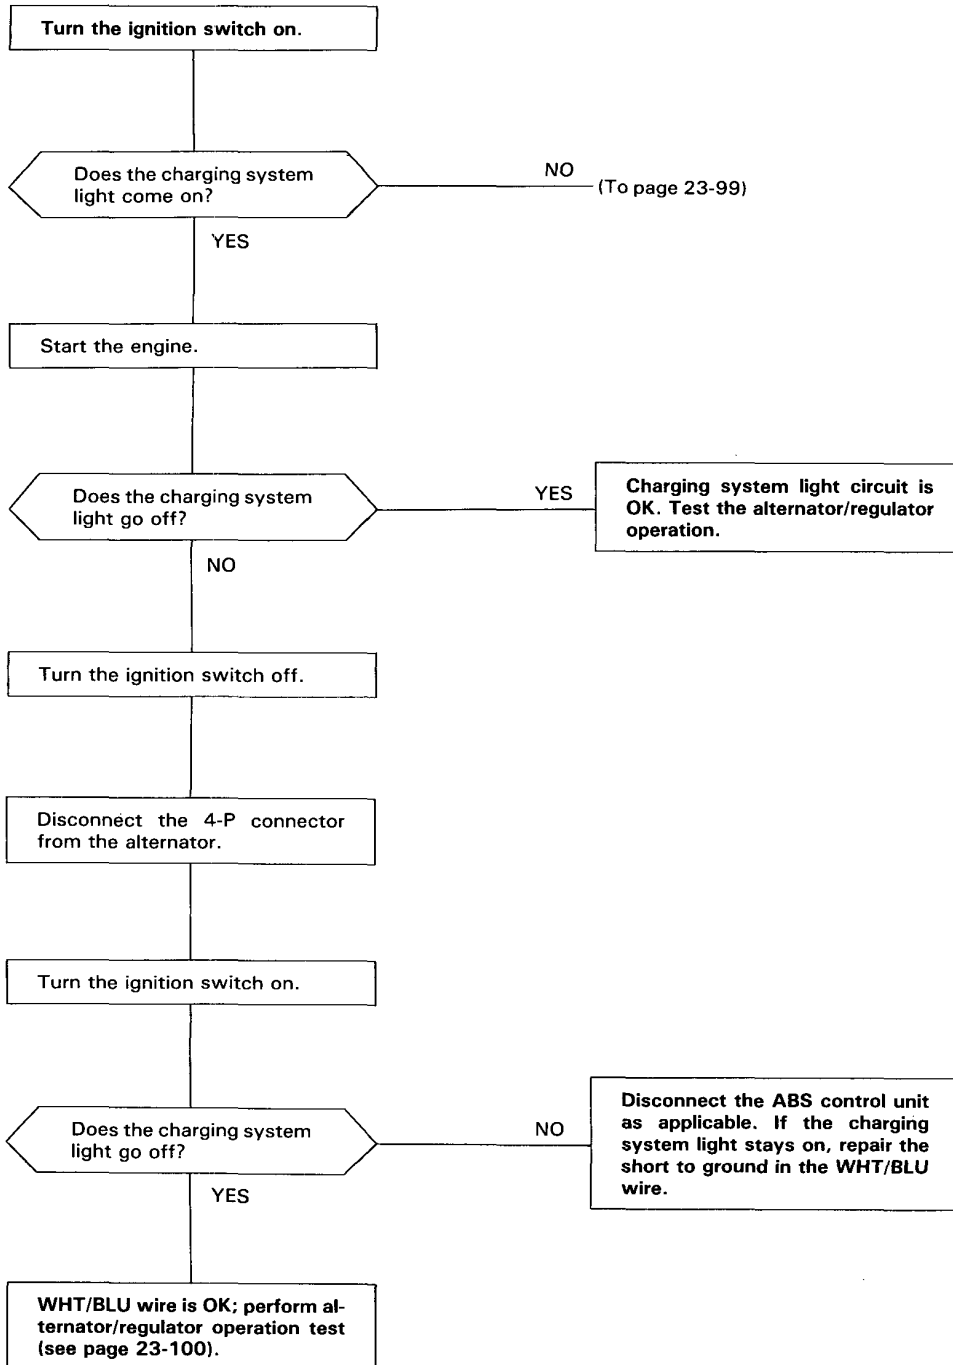 Turn the ignition switch on.
Does the charging system
light come on?
NO
(To page 23-99)
YES
Start the engine.
Does the charging system
light go off?
YES
Charging system light circuit is
OK. Test the alternator/regulator
operation.
NO
Turn the ignition switch off.
Disconnect the 4-P connector
from the alternator.
Turn the ignition switch on.
Does the charging system
light go off?
NO
Disconnect the ABS control unit
as applicable. If the charging
system light stays on, repair the
short to ground in the WHT/BLU
wire.
YES
WHT/BLU wire is OK; perform al-
ternator/regulator operation test
(see page 23-100).